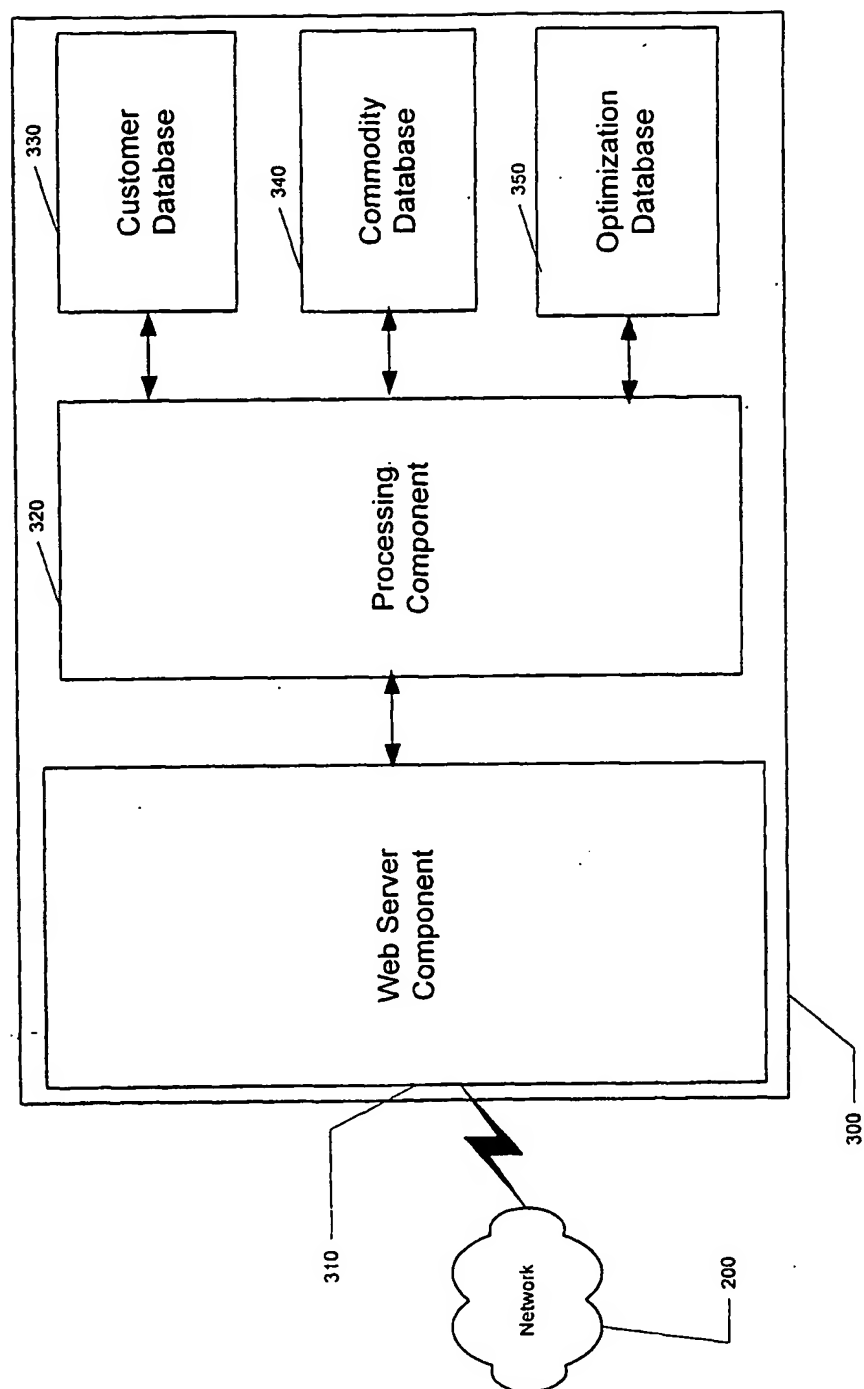 330
Customer
Database
340
Commodity
Database
350
Optimization
Database
320
Processing.
Component
Web Server
Component
310
300
Network
200